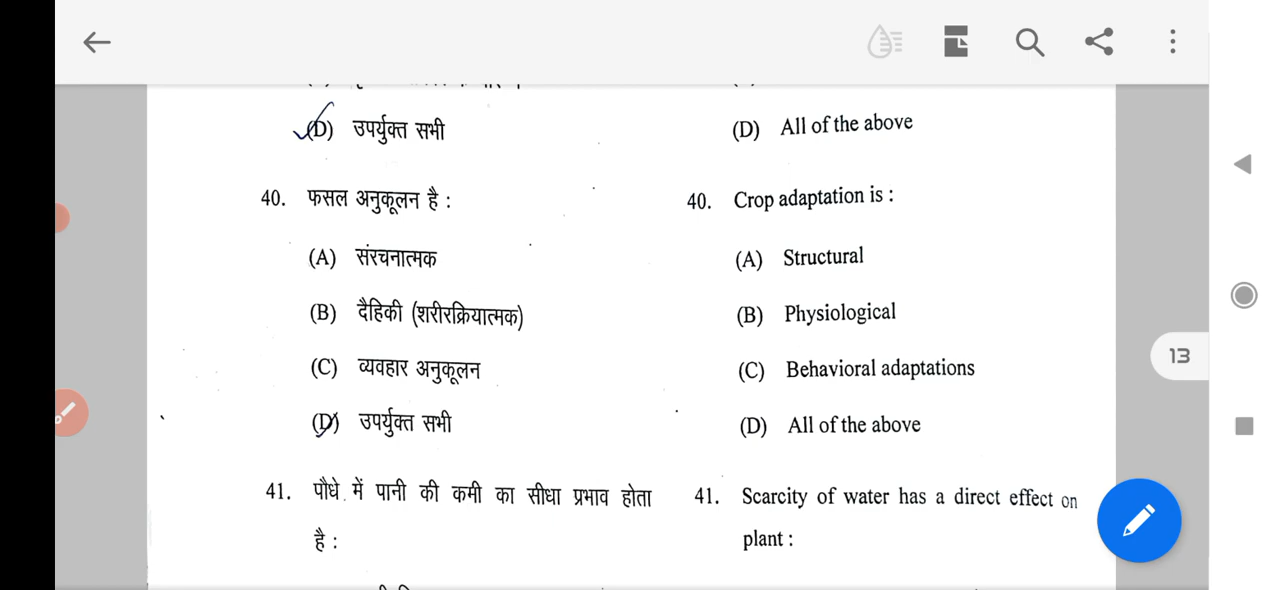 (D) उपर्युक्त सभी
40. फसल अनुकूलन है :
(A) संरचनात्मक
(B) दैहिकी (शरीरक्रियात्मक)
(C) व्यवहार अनुकूलन
(D) उपर्युक्त सभी
41. पौधे में पानी की कमी का सीधा प्रभाव होता
है :
(D) All of the above
40. Crop adaptation is :
(A) Structural
(B) Physiological
(C) Behavioral adaptations
(D) All of the above
41. Scarcity of water has a direct effect on
plant :
13